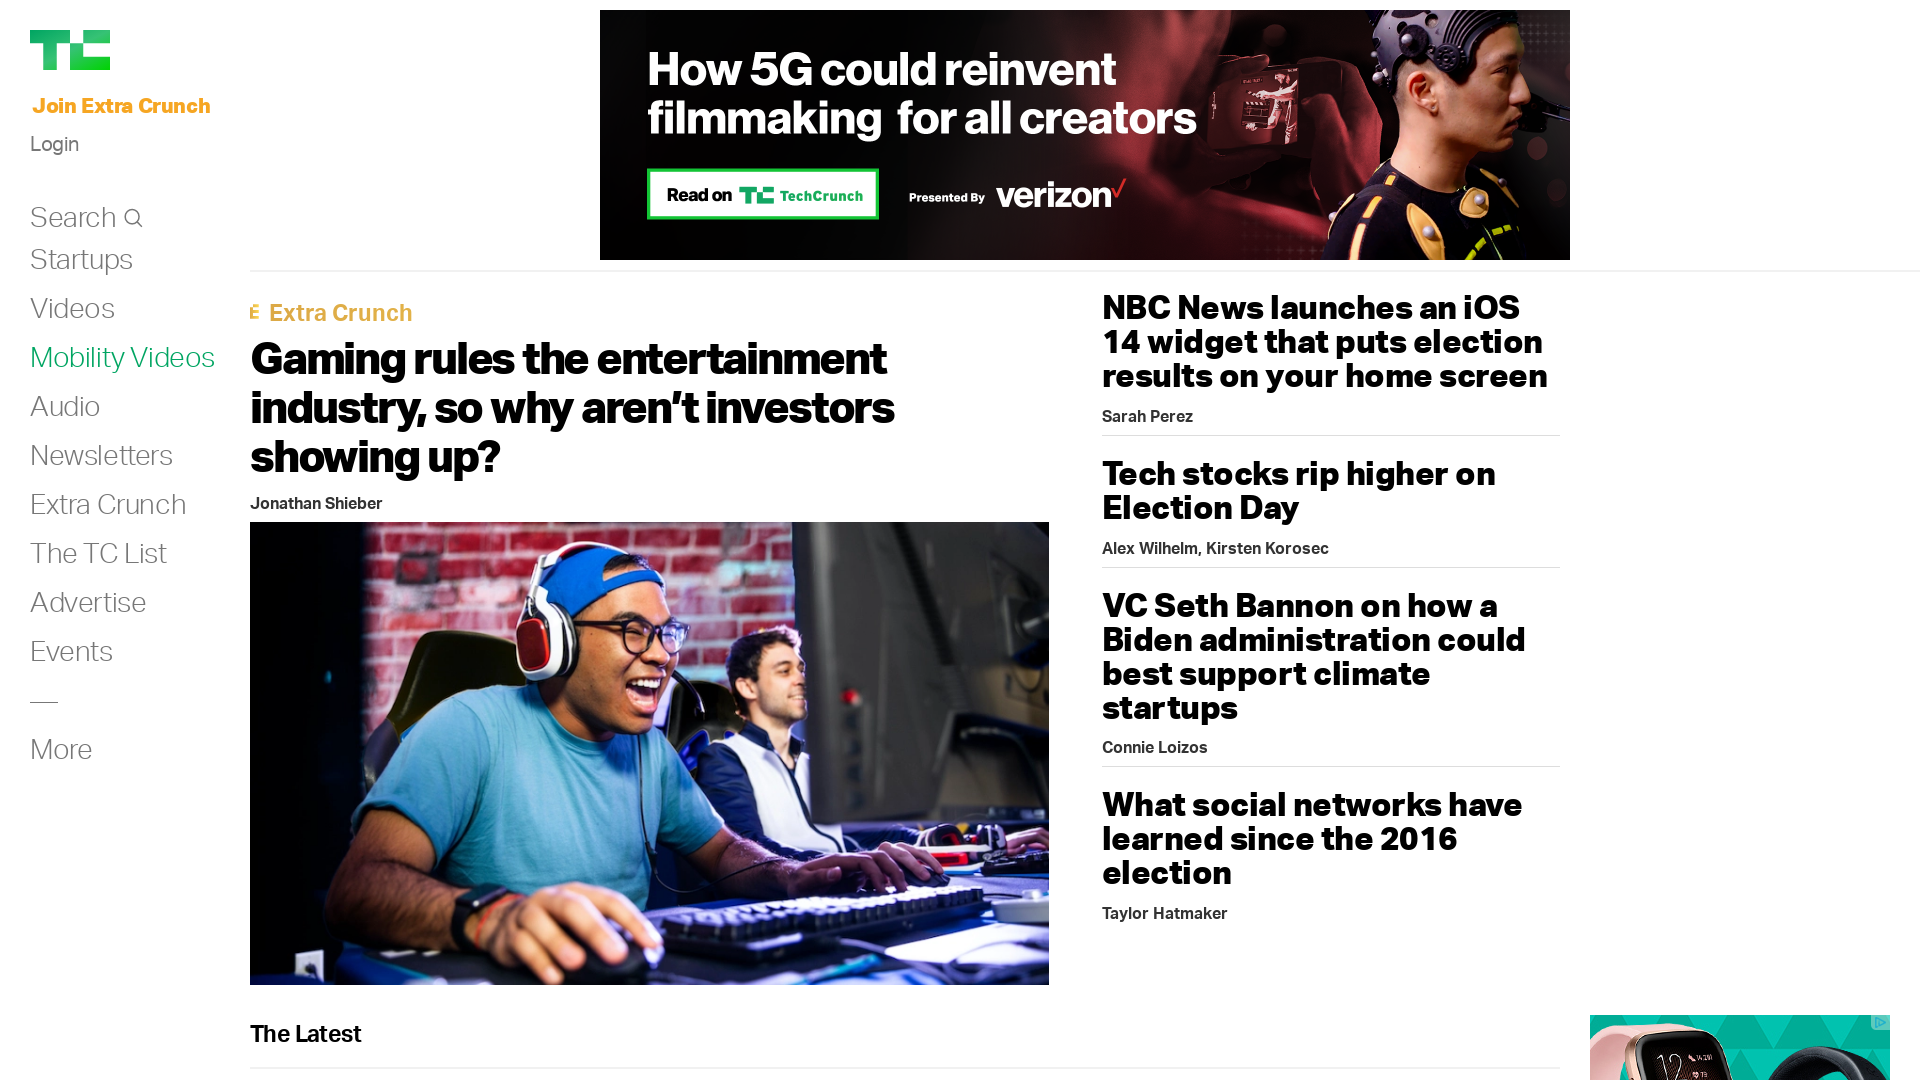 TC
Join Extra Crunch
Login
Search
Startups
Videos
Mobility Videos
Audio
Newsletters
Extra Crunch
The TC List
Advertise
Events
More
How 5G could reinvent
filmmaking for all creators
Read on TC TechCrunch
Presented By verizon
Extra Crunch
Gaming rules the entertainment
industry, so why aren’t investors
showing up?
Jonathan Shieber
NBC News launches an iOS
14 widget that puts election
results on your home screen
Sarah Perez
Tech stocks rip higher on
Election Day
Alex Wilhelm, Kirsten Korosec
VC Seth Bannon on how a
Biden administration could
best support climate
startups
Connie Loizos
What social networks have
learned since the 2016
election
Taylor Hatmaker
The Latest